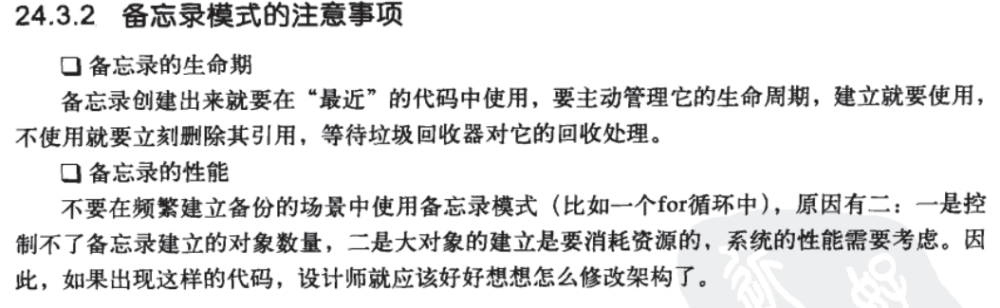 24.3.2 备忘录模式的注意事项
❑ 备忘录的生命期
备忘录创建出来就要在“最近”的代码中使用，要主动管理它的生命周期，建立就要使用，
不使用就要立刻删除其引用，等待垃圾回收器对它的回收处理。
❑ 备忘录的性能
不要在频繁建立备份的场景中使用备忘录模式（比如一个for循环中），原因有二：一是控
制不了备忘录建立的对象数量，二是大对象的建立是要消耗资源的，系统的性能需要考虑。因
此，如果出现这样的代码，设计师就应该好好想想怎么修改架构了。